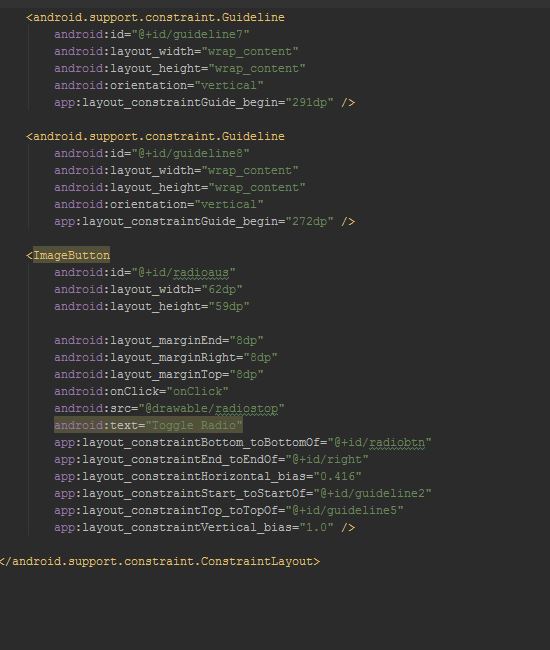 <android.support.constraint.Guideline
android:id="@+id/guideline7"
android:layout_width="wrap_content"
android:layout_height="wrap_content"
android:orientation="vertical"
app:layout_constraintGuide_begin="291dp" />
<android.support.constraint.Guideline
android:id="@+id/guideline8"
android:layout_width="wrap_content"
android:layout_height="wrap_content"
android:orientation="vertical"
app:layout_constraintGuide_begin="272dp" />
<ImageButton
android:id="@+id/radioaus"
android:layout_width="62dp"
android:layout_height="59dp"
android:layout_marginEnd="8dp"
android:layout_marginRight="8dp"
android:layout_marginTop="8dp"
android:onClick="onClick"
android:src="@drawable/radiostop"
android:text="Toggle Radio"
app:layout_constraintBottom_toBottomOf="@+id/radiobtn"
app:layout_constraintEnd_toEndOf="@+id/right"
app:layout_constraintHorizontal_bias="0.416"
app:layout_constraintStart_toStartOf="@+id/guideline2"
app:layout_constraintTop_toTopOf="@+id/guideline5"
app:layout_constraintVertical_bias="1.0" />
</android.support.constraint.ConstraintLayout>